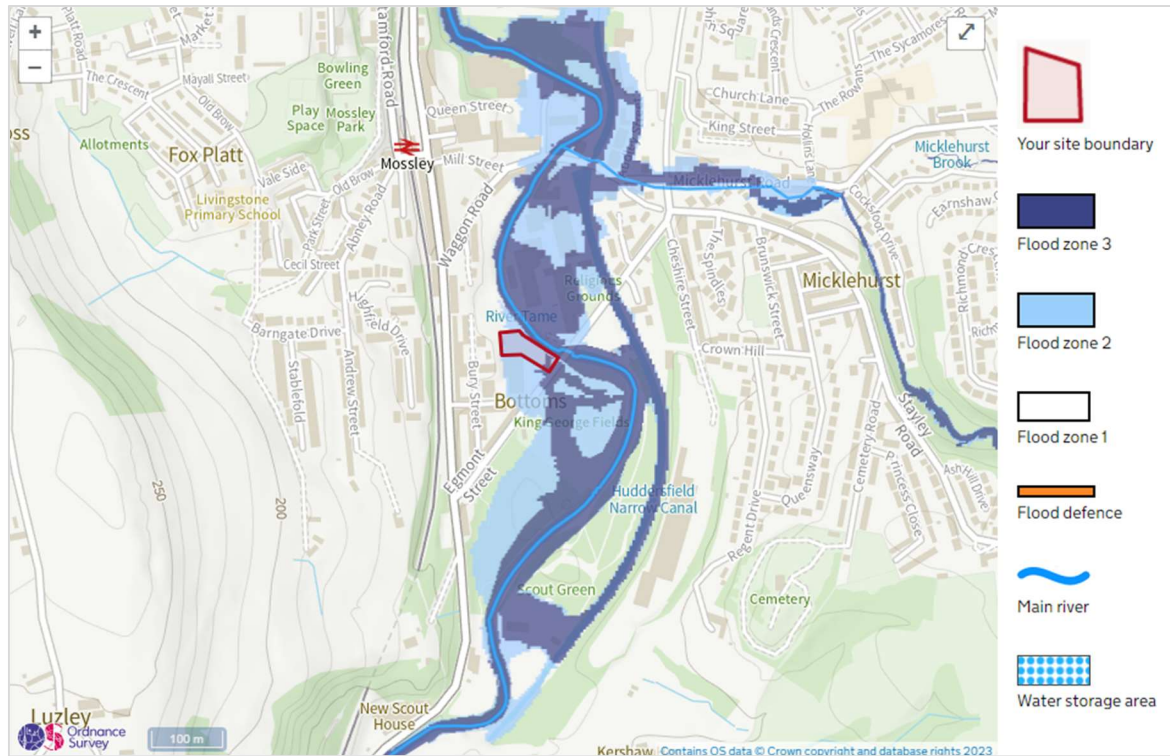 +
−
Platt Road
Market
The Crescent
Mayall Street
Old Brow
Allotments
Fox Platt
Bowling
Green
Play
Space
Mossley
Park
Stamford Road
Queen Street
Mossley
Mill Street
Vale Side
Old Brow
Livingstone
Primary School
Park Street
Abney Road
Cecil Street
Waggon Road
Highfield Drive
Barngate Drive
Stablefold
Andrew Street
Bury Street
River Tame
Religious
Grounds
Bottoms
King George Fields
Egmont
Street
Huddersfield
Narrow Canal
Scout Green
New Scout
House
Luzley
250
200
Church Lane
King Street
The Rowans
The Sycamores
Hollins Lane
Micklehurst Road
Micklehurst
Brook
Cocksfoot Drive
Earnshaw
Richmond
Cheshire Street
The Spindles
Brunswick Street
Micklehurst
Crown Hill
Stayley
Road
Cemetery Road
Queensway
Regent Drive
Princess Close
Ash Hill Drive
Cemetery
Kershaw
Ordnance
Survey
100 m
Contains OS data © Crown copyright and database rights 2023
Your site boundary
Flood zone 3
Flood zone 2
Flood zone 1
Flood defence
Main river
Water storage area